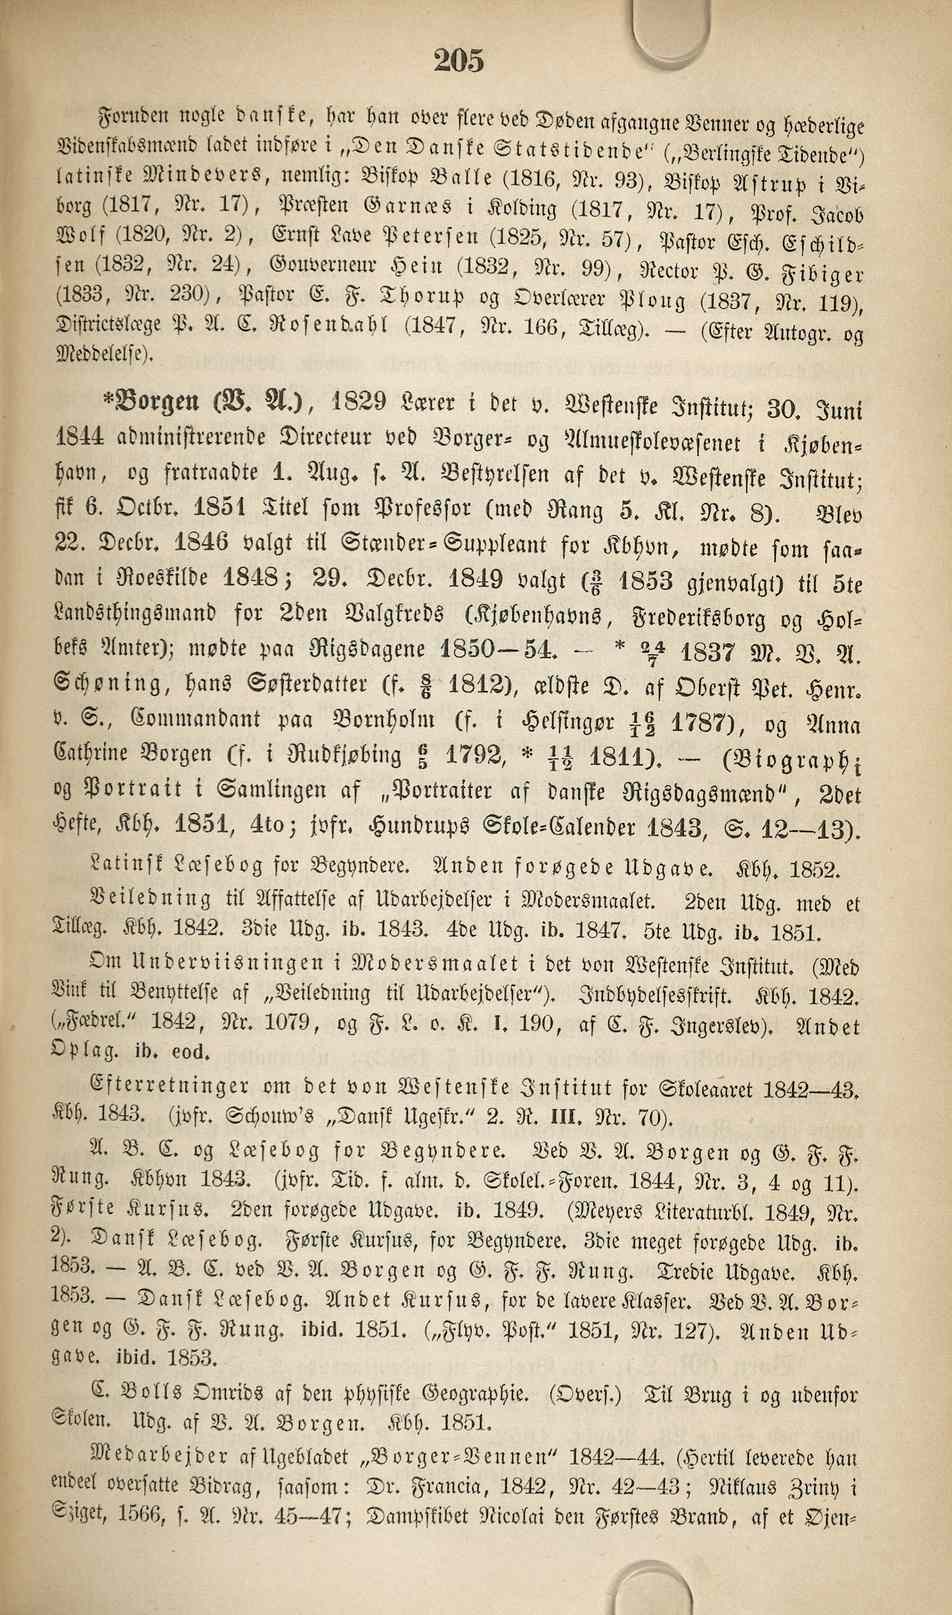 205
Foruden nogle danske, har han over flere ved Døden afgangne Venner og hæderlige
Videnskabsmænd ladet indføre i „Den Danske Statstidende“ („Berlingske Tidende“)
latinske Mindevers, nemlig: Biskop Balle (1816, Nr. 93), Biskop Astrup i Vi-
borg (1817, Nr. 17), Præsten Garnæs i Kolding (1817, Nr. 17), Prof. Jacob
Wolf (1820, Nr. 2), Ernst Lave Petersen (1825, Nr. 57), Pastor Esch. Eschild-
sen (1832, Nr. 24), Gouverneur Hein (1832, Nr. 99), Rector P. G. Fibiger
(1833, Nr. 230), Pastor E. F. Thorup og Overlærer Ploug (1837, Nr. 119),
Districtslæge P. A. C. Rosendahl (1847, Nr. 166, Tillæg). — (Efter Autogr. og
Meddelelse).
*Borgen (V. A.), 1829 Lærer i det v. Westenske Institut; 30. Juni
1844 administrerende Directeur ved Borger- og Almueskolevæsenet i Kjøben-
havn, og fratraadte 1. Aug. s. A. Bestyrelsen af det v. Westenske Institut;
fik 6. Octbr. 1851 Titel som Professor (med Rang 5. Kl. Nr. 8). Blev
22. Decbr. 1846 valgt til Stænder-Suppleant for Kbhvn, mødte som saa-
dan i Roeskilde 1848; 29. Decbr. 1849 valgt (3/6 1853 gjenvalgt) til 5te
Landsthingsmand for 2den Valgkreds (Kjøbenhavns, Frederiksborg og Hol-
beks Amter); mødte paa Rigsdagene 1850—54. — * 24/7 1837 M. V. A.
Schøning, hans Søsterdatter (f. 8/6 1812), ældste D. af Oberst Pet. Henr.
v. S., Commandant paa Bornholm (f. i Helsingør 16/12 1787), og Anna
Cathrine Borgen (f. i Rudkjøbing 6/5 1792, * 11/12 1811). — (Biographi
og Portrait i Samlingen af „Portraiter af danske Rigsdagsmænd“, 2det
Hefte, Kbh. 1851, 4to; jvfr. Hundrups Skole-Calender 1843, S. 12—13).
Latinsk Læsebog for Begyndere. Anden forøgede Udgave. Kbh. 1852.
Veiledning til Affattelse af Udarbejdelser i Modersmaalet. 2den Udg. med et
Tillæg. Kbh. 1842. 3die Udg. ib. 1843. 4de Udg. ib. 1847. 5te Udg. ib. 1851.
Om Underviisningen i Modersmaalet i det von Westenske Institut. (Med
Vink til Benyttelse af „Veiledning til Udarbejdelser“). Indbydelsesskrift. Kbh. 1842.
(„Fædrel.“ 1842, Nr. 1079, og F. L. o. K. I. 190, af C. F. Ingerslev). Andet
Oplag. ib. eod.
Efterretninger om det von Westenske Institut for Skoleaaret 1842—43.
Kbh. 1843. (jvfr. Schouw's „Dansk Ugeskr.“ 2. R. III. Nr. 70).
A. B. C. og Læsebog for Begyndere. Ved V. A. Borgen og G. F. F.
Rung. Kbhvn 1843. (jvfr. Tid. f. alm. d. Skolel.-Foren. 1844, Nr. 3, 4 og 11).
Første Kursus. 2den forøgede Udgave. ib. 1849. (Meyers Literaturbl. 1849, Nr.
2). Dansk Læsebog. Første Kursus, for Begyndere. 3die meget forøgede Udg. ib.
1853. — A. B. C. ved V. A. Borgen og G. F. F. Rung. Tredie Udgave. Kbh.
1853. — Dansk Læsebog. Andet Kursus, for de lavere Klasser. Ved V. A. Bor-
gen og G. F. F. Rung. ibid. 1851. („Flyv. Post.“ 1851, Nr. 127). Anden Ud-
gave. ibid. 1853.
C. Bolls Omrids af den physiske Geographie. (Overs.) Til Brug i og udenfor
Skolen. Udg. af V. A. Borgen. Kbh. 1851.
Medarbejder af Ugebladet „Borger-Vennen“ 1842—44. (Hertil leverede han
endeel oversatte Bidrag, saasom: Dr. Francia, 1842, Nr. 42—43; Niklaus Zriny i
Sziget, 1566, s. A. Nr. 45—47; Dampskibet Nicolai den Førstes Brand, af et Øjen-